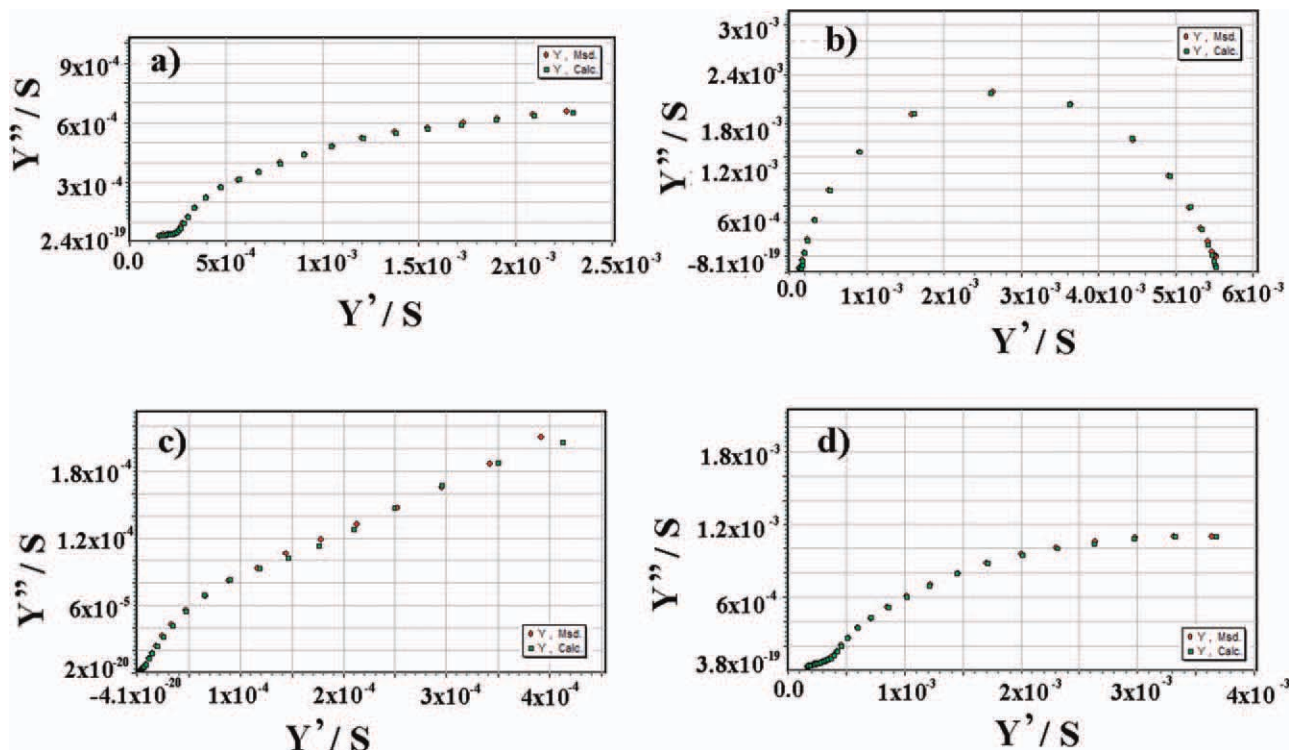 a)
Y, Msd.
Y, Calc.
Y’’/ S
9x10⁻⁴
6x10⁻⁴
3x10⁻⁴
2.4x10⁻¹⁹
0.0
5x10⁻⁴
1x10⁻³
1.5x10⁻³
2x10⁻³
2.5x10⁻³
Y’/ S
b)
Y, Msd.
Y, Calc.
Y’’/ S
3x10⁻³
2.4x10⁻³
1.8x10⁻³
1.2x10⁻³
6x10⁻⁴
-8.1x10⁻¹⁹
0.0
1x10⁻³
2x10⁻³
3x10⁻³
4.0x10⁻³
5x10⁻³
6x10⁻³
Y’/ S
c)
Y, Msd.
Y, Calc.
Y’’/ S
1.8x10⁻⁴
1.2x10⁻⁴
6x10⁻⁵
2x10⁻²⁰
-4.1x10⁻²⁰
1x10⁻⁴
2x10⁻⁴
3x10⁻⁴
4x10⁻⁴
Y’/ S
d)
Y, Msd.
Y, Calc.
Y’’/ S
1.8x10⁻³
1.2x10⁻³
6x10⁻⁴
3.8x10⁻¹⁹
0.0
1x10⁻³
2x10⁻³
3x10⁻³
4x10⁻³
Y’/ S